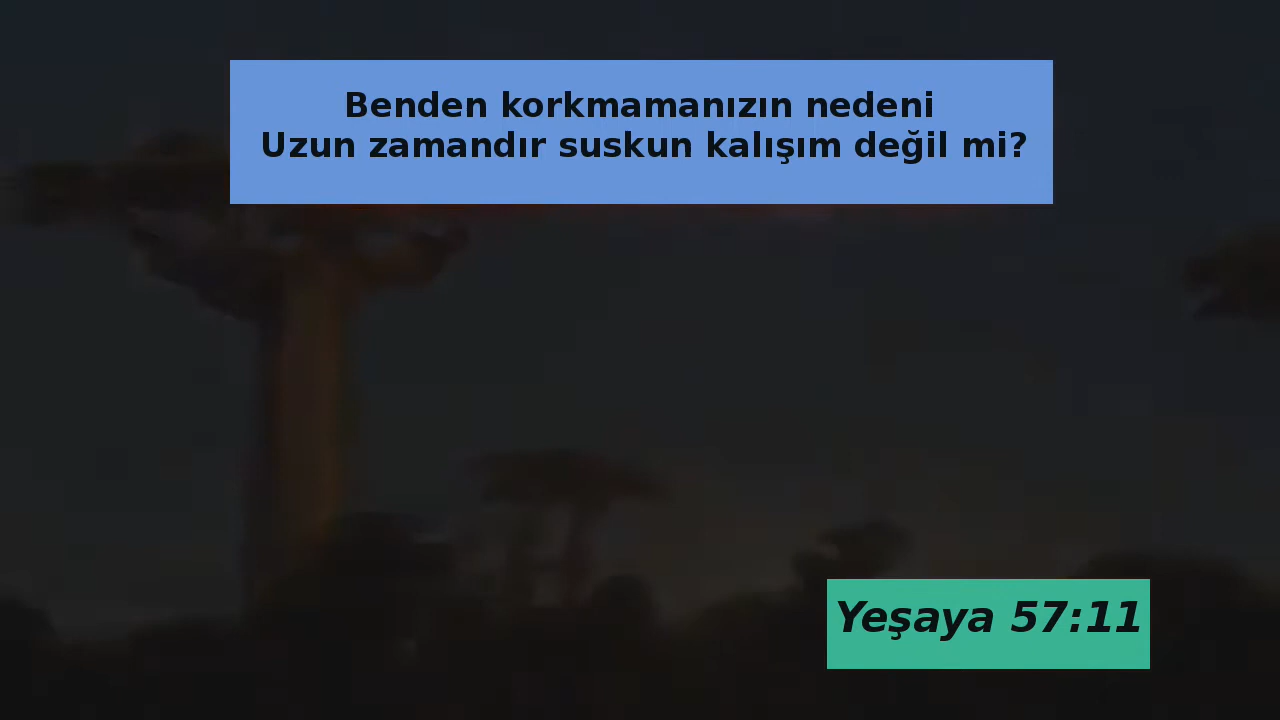 Benden korkmamanızın nedeni
Uzun zamandır suskun kalışım değil mi?
Yeşaya 57:11